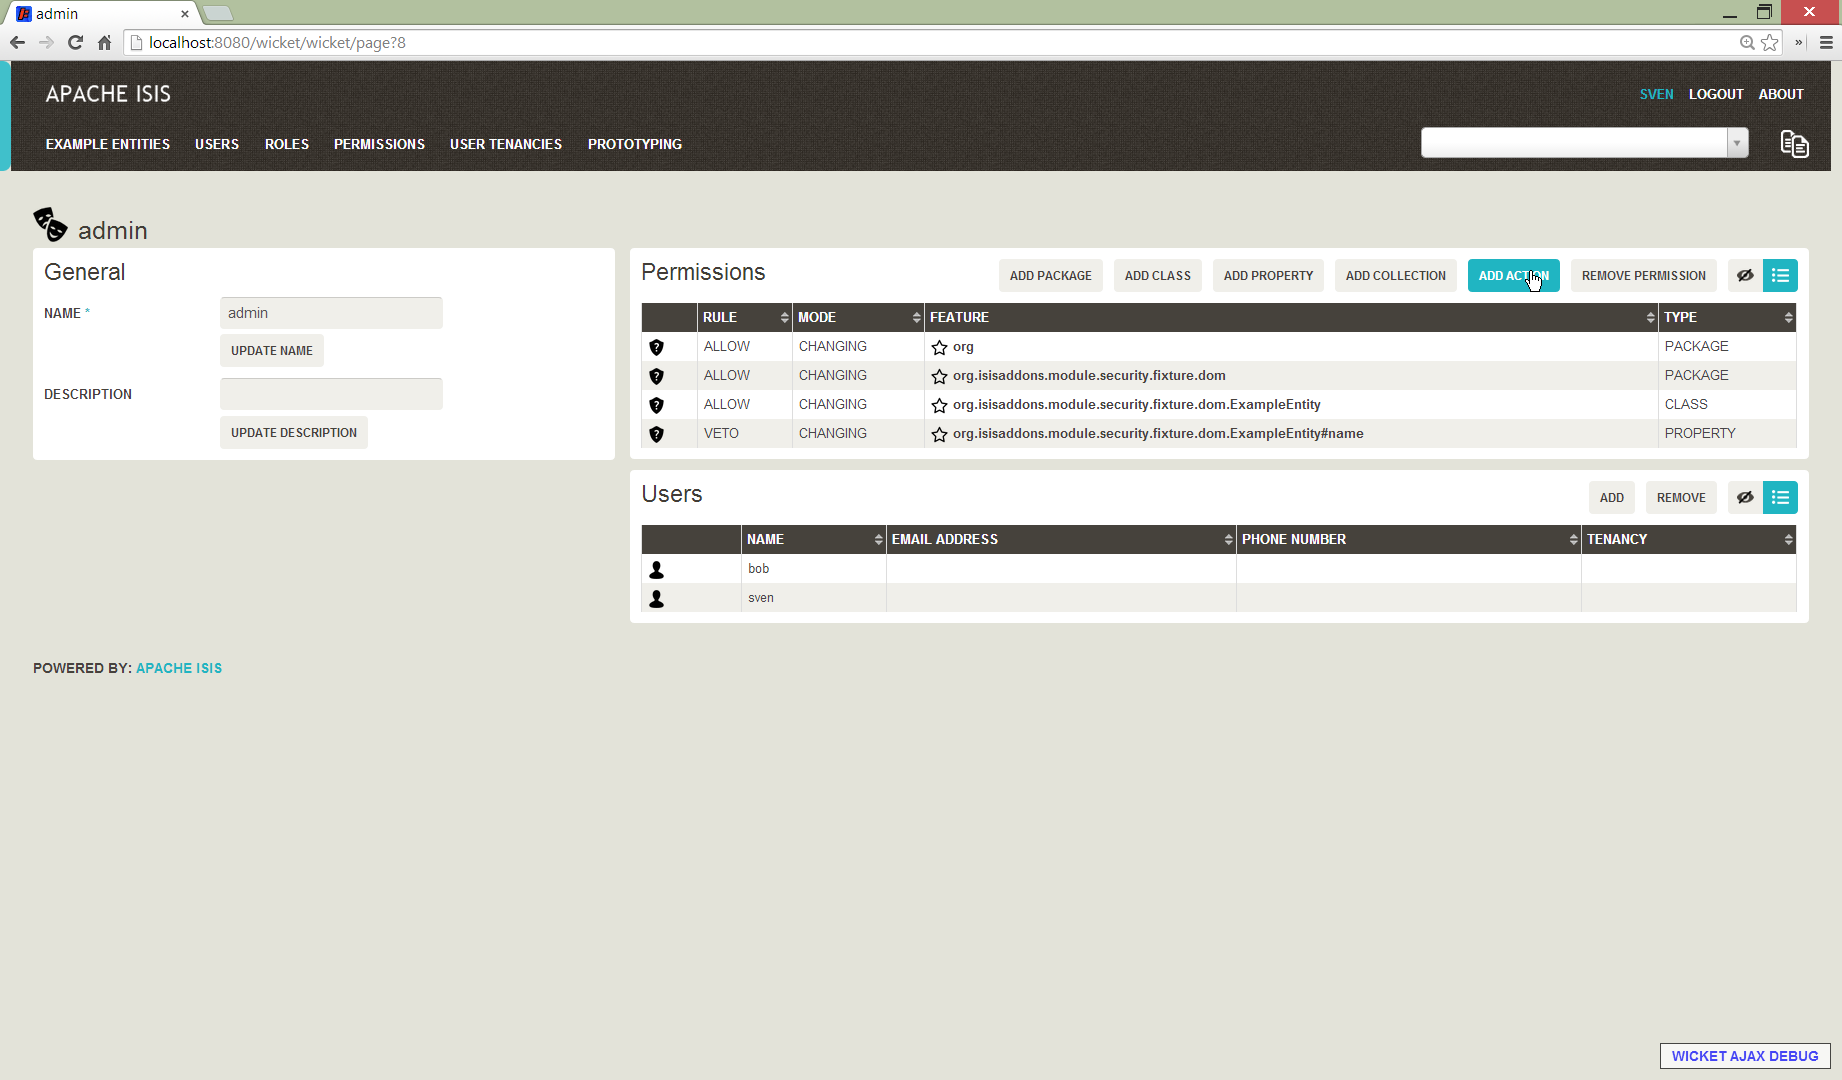 admin
localhost:8080/wicket/wicket/page?8
APACHE ISIS
SVEN LOGOUT ABOUT
EXAMPLE ENTITIES USERS ROLES PERMISSIONS USER TENANCIES PROTOTYPING
admin
General
NAME *
admin
UPDATE NAME
DESCRIPTION
UPDATE DESCRIPTION
Permissions
ADD PACKAGE ADD CLASS ADD PROPERTY ADD COLLECTION ADD ACTION REMOVE PERMISSION
RULE MODE FEATURE TYPE
ALLOW CHANGING org PACKAGE
ALLOW CHANGING org.isisaddons.module.security.fixture.dom PACKAGE
ALLOW CHANGING org.isisaddons.module.security.fixture.dom.ExampleEntity CLASS
VETO CHANGING org.isisaddons.module.security.fixture.dom.ExampleEntity#name PROPERTY
Users
ADD REMOVE
NAME EMAIL ADDRESS PHONE NUMBER TENANCY
bob
sven
POWERED BY: APACHE ISIS
WICKET AJAX DEBUG